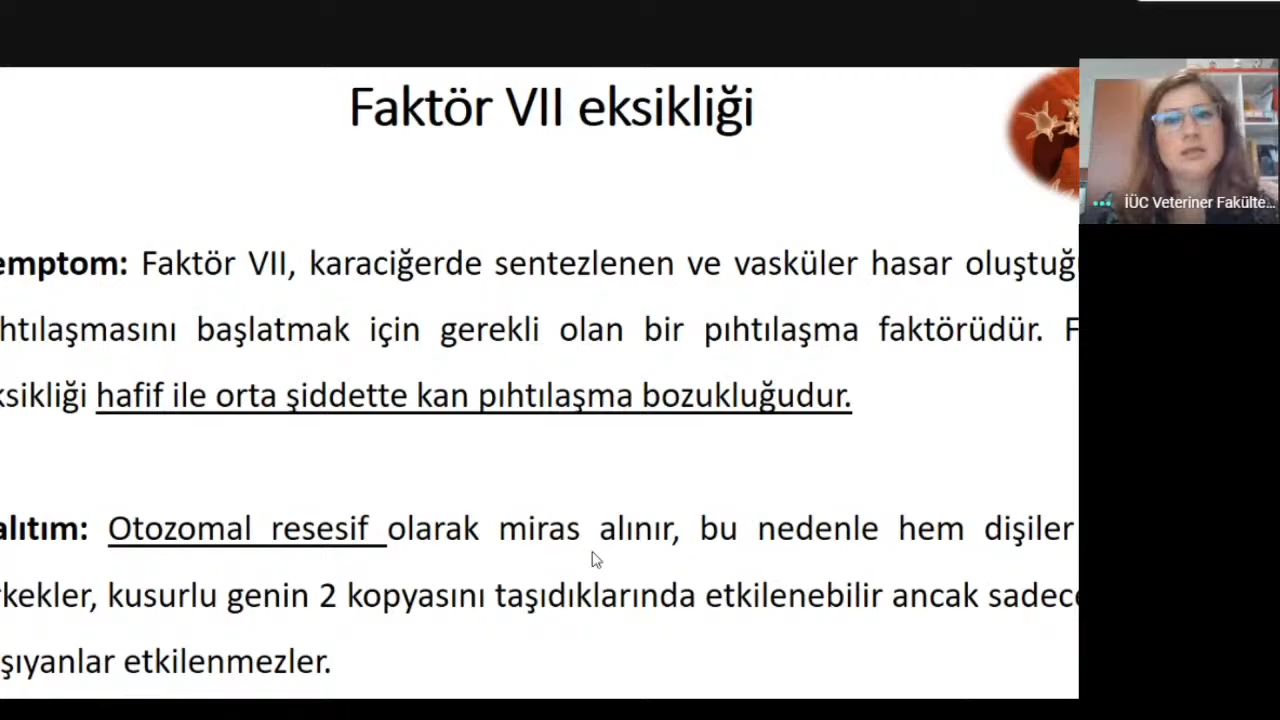 Faktör VII eksikliği
İÜC Veteriner Fakülte...
emptom: Faktör VII, karaciğerde sentezlenen ve vasküler hasar oluştuğ
htılaşmasını başlatmak için gerekli olan bir pıhtılaşma faktörüdür. F
ksikliği hafif ile orta şiddette kan pıhtılaşma bozukluğudur.
alıtım: Otozomal resesif olarak miras alınır, bu nedenle hem dişiler
rkekler, kusurlu genin 2 kopyasını taşıdıklarında etkilenebilir ancak sadece
şıyanlar etkilenmezler.